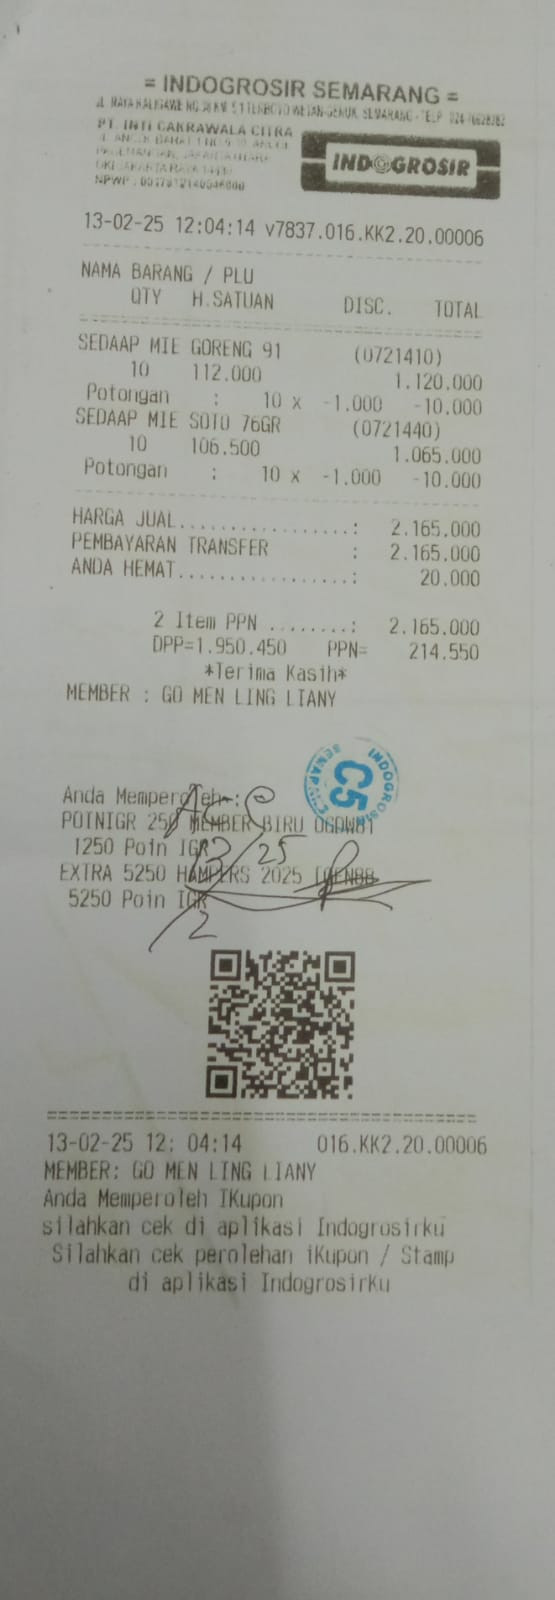 = INDOGROSIR SEMARANG =
PT. INTI CAKRAWALA CITRA
INDOGROSIR
13-02-25 12:04:14 v7837.016.KK2.20.00006
NAMA BARANG / PLU
QTY H.SATUAN DISC. TOTAL
SEDAAP MIE GORENG 91 (0721410)
10 112.000 1.120.000
Potongan : 10 x -1.000 -10.000
SEDAAP MIE SOTO 76GR (0721440)
10 106.500 1.065.000
Potongan : 10 x -1.000 -10.000
HARGA JUAL.................: 2.165.000
PEMBAYARAN TRANSFER : 2.165.000
ANDA HEMAT.................: 20.000
2 Item PPN ........: 2.165.000
DPP=1.950.450 PPN= 214.550
*Terima Kasih*
MEMBER : GO MEN LING LIANY
INDOGROSIR
C5
Anda Memperoleh :
POINIGR 250 MEMBER BIRU
1250 Poin IGR
EXTRA 5250 HAMPERS 2025
5250 Poin IGR
13-02-25 12: 04:14 016.KK2.20.00006
MEMBER: GO MEN LING LIANY
Anda Memperoleh IKupon
silahkan cek di aplikasi Indogrosirku
Silahkan cek perolehan iKupon / Stamp
di aplikasi Indogrosirku